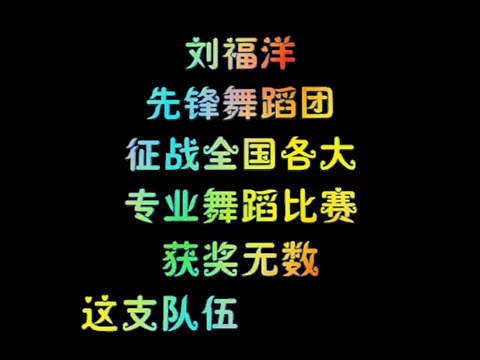 刘福洋
先锋舞蹈团
征战全国各大
专业舞蹈比赛
获奖无数
这支队伍